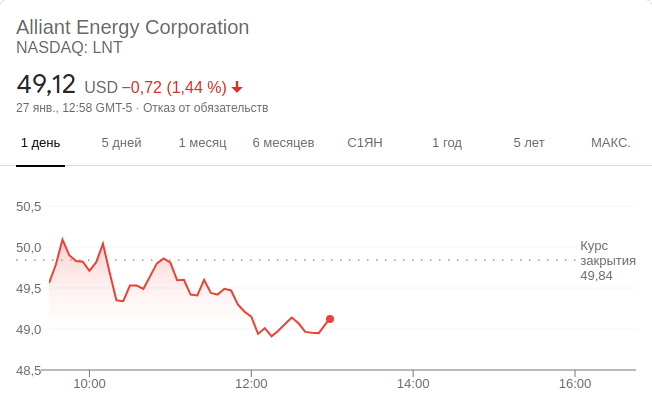 Alliant Energy Corporation
NASDAQ: LNT
49,12 USD −0,72 (1,44 %)
27 янв., 12:58 GMT-5 · Отказ от обязательств
1 день 5 дней 1 месяц 6 месяцев С1ЯН 1 год 5 лет МАКС.
50,5
50,0
49,5
49,0
48,5
Курс
закрытия
49,84
10:00 12:00 14:00 16:00